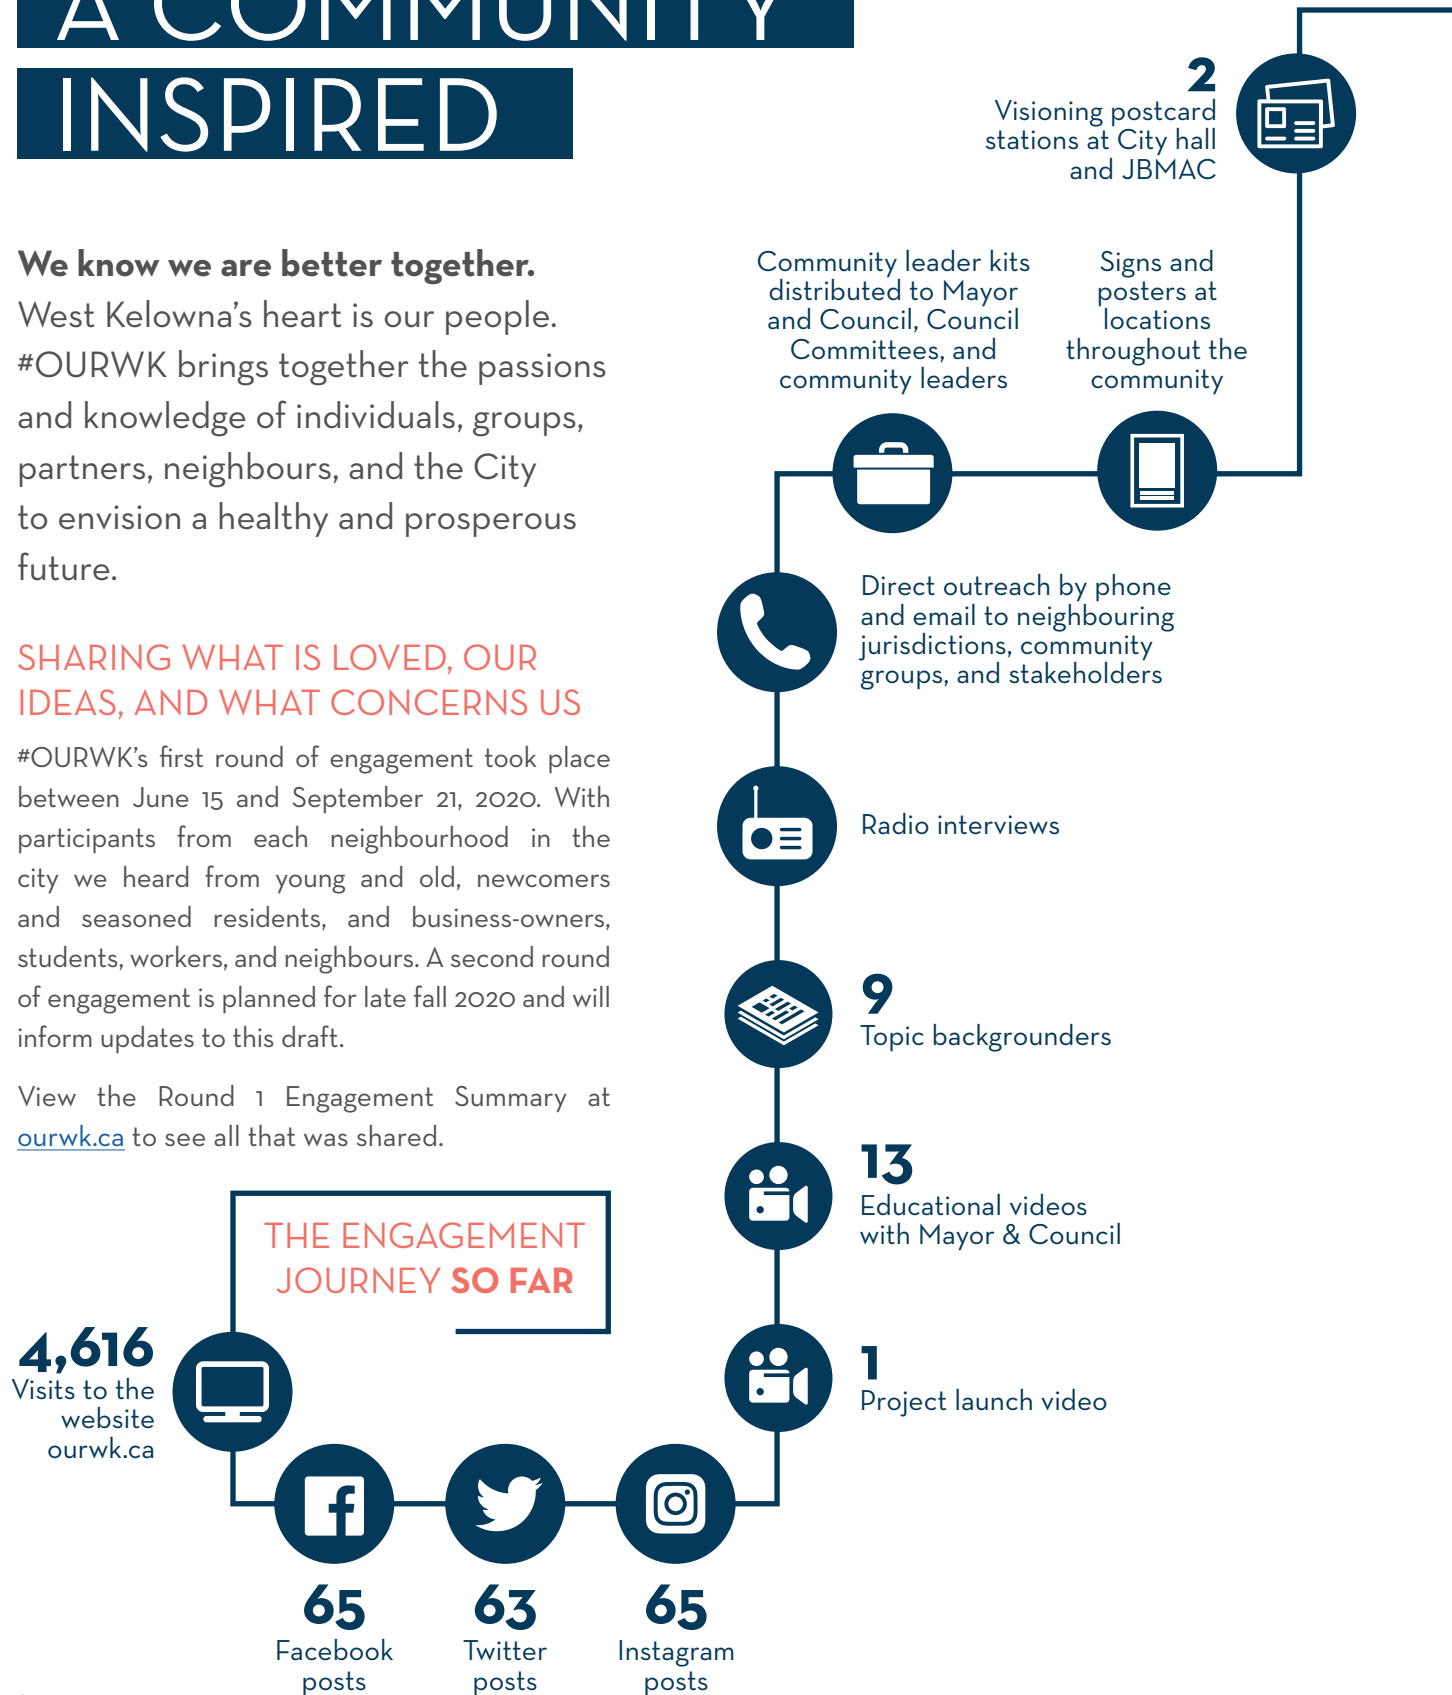 A COMMUNITY
INSPIRED
We know we are better together.
West Kelowna's heart is our people.
#OURWK brings together the passions
and knowledge of individuals, groups,
partners, neighbours, and the City
to envision a healthy and prosperous
future.
SHARING WHAT IS LOVED, OUR
IDEAS, AND WHAT CONCERNS US
#OURWK's first round of engagement took place
between June 15 and September 21, 2020. With
participants from each neighbourhood in the
city we heard from young and old, newcomers
and seasoned residents, and business-owners,
students, workers, and neighbours. A second round
of engagement is planned for late fall 2020 and will
inform updates to this draft.
View the Round 1 Engagement Summary at
ourwk.ca to see all that was shared.
THE ENGAGEMENT
JOURNEY SO FAR
4,616
Visits to the
website
ourwk.ca
65
Facebook
posts
63
Twitter
posts
65
Instagram
posts
1
Project launch video
13
Educational videos
with Mayor & Council
9
Topic backgrounders
Radio interviews
Direct outreach by phone
and email to neighbouring
jurisdictions, community
groups, and stakeholders
Community leader kits
distributed to Mayor
and Council, Council
Committees, and
community leaders
Signs and
posters at
locations
throughout the
community
2
Visioning postcard
stations at City hall
and JBMAC